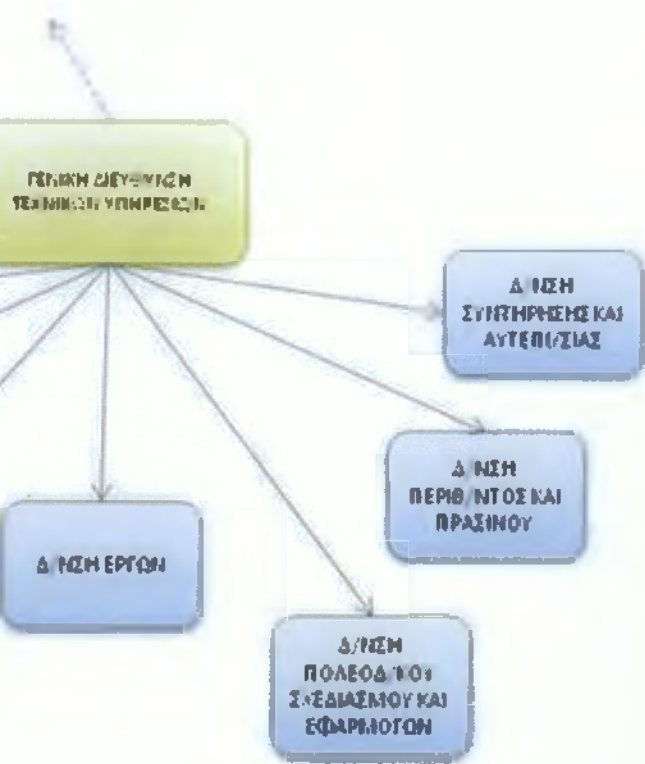 ΓΕΝΙΚΗ ΔΙΕΥΘΥΝΣΗ
ΤΕΧΝΙΚΩΝ ΥΠΗΡΕΣΙΩΝ
Δ/ΝΣΗ
ΣΥΝΤΗΡΗΣΗΣ ΚΑΙ
ΑΥΤΕΠ/ΣΙΑΣ
Δ/ΝΣΗ
ΠΕΡΙΒ/ΝΤΟΣ ΚΑΙ
ΠΡΑΣΙΝΟΥ
Δ/ΝΣΗ ΕΡΓΩΝ
Δ/ΝΣΗ
ΠΟΛΕΟΔ/ΚΟΥ
ΣΧΕΔΙΑΣΜΟΥ ΚΑΙ
ΕΦΑΡΜΟΓΩΝ